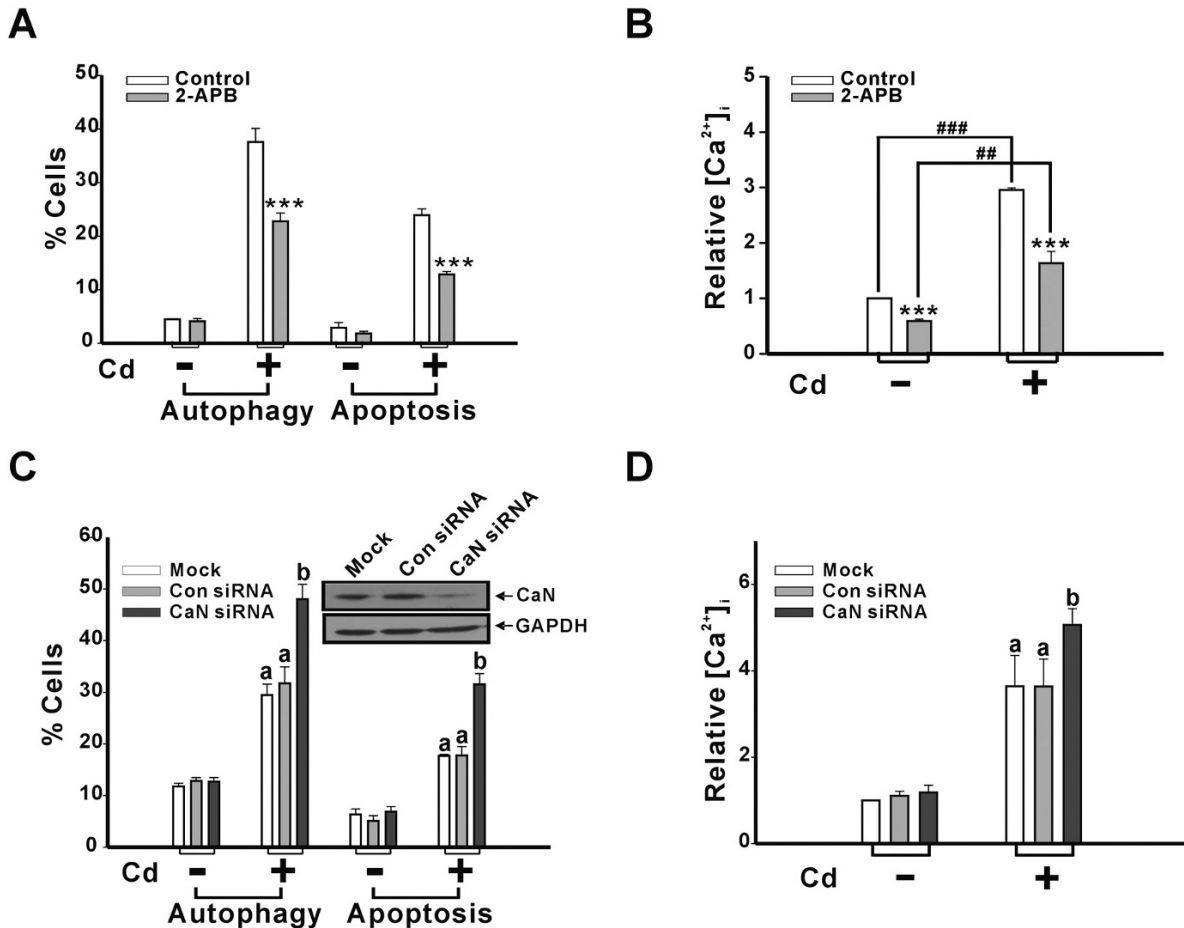 A
50
40
30
20
10
0
% Cells
Control
2-APB
***
***
Cd
- + - +
Autophagy Apoptosis
B
5
4
3
2
1
0
Relative [Ca²⁺]ᵢ
Control
2-APB
###
##
***
***
Cd
- +
C
60
50
40
30
20
10
0
% Cells
Mock
Con siRNA
CaN siRNA
Mock Con siRNA CaN siRNA
←CaN
←GAPDH
a a b
a a b
Cd
- + - +
Autophagy Apoptosis
D
6
4
2
0
Relative [Ca²⁺]ᵢ
Mock
Con siRNA
CaN siRNA
a a b
Cd
- +